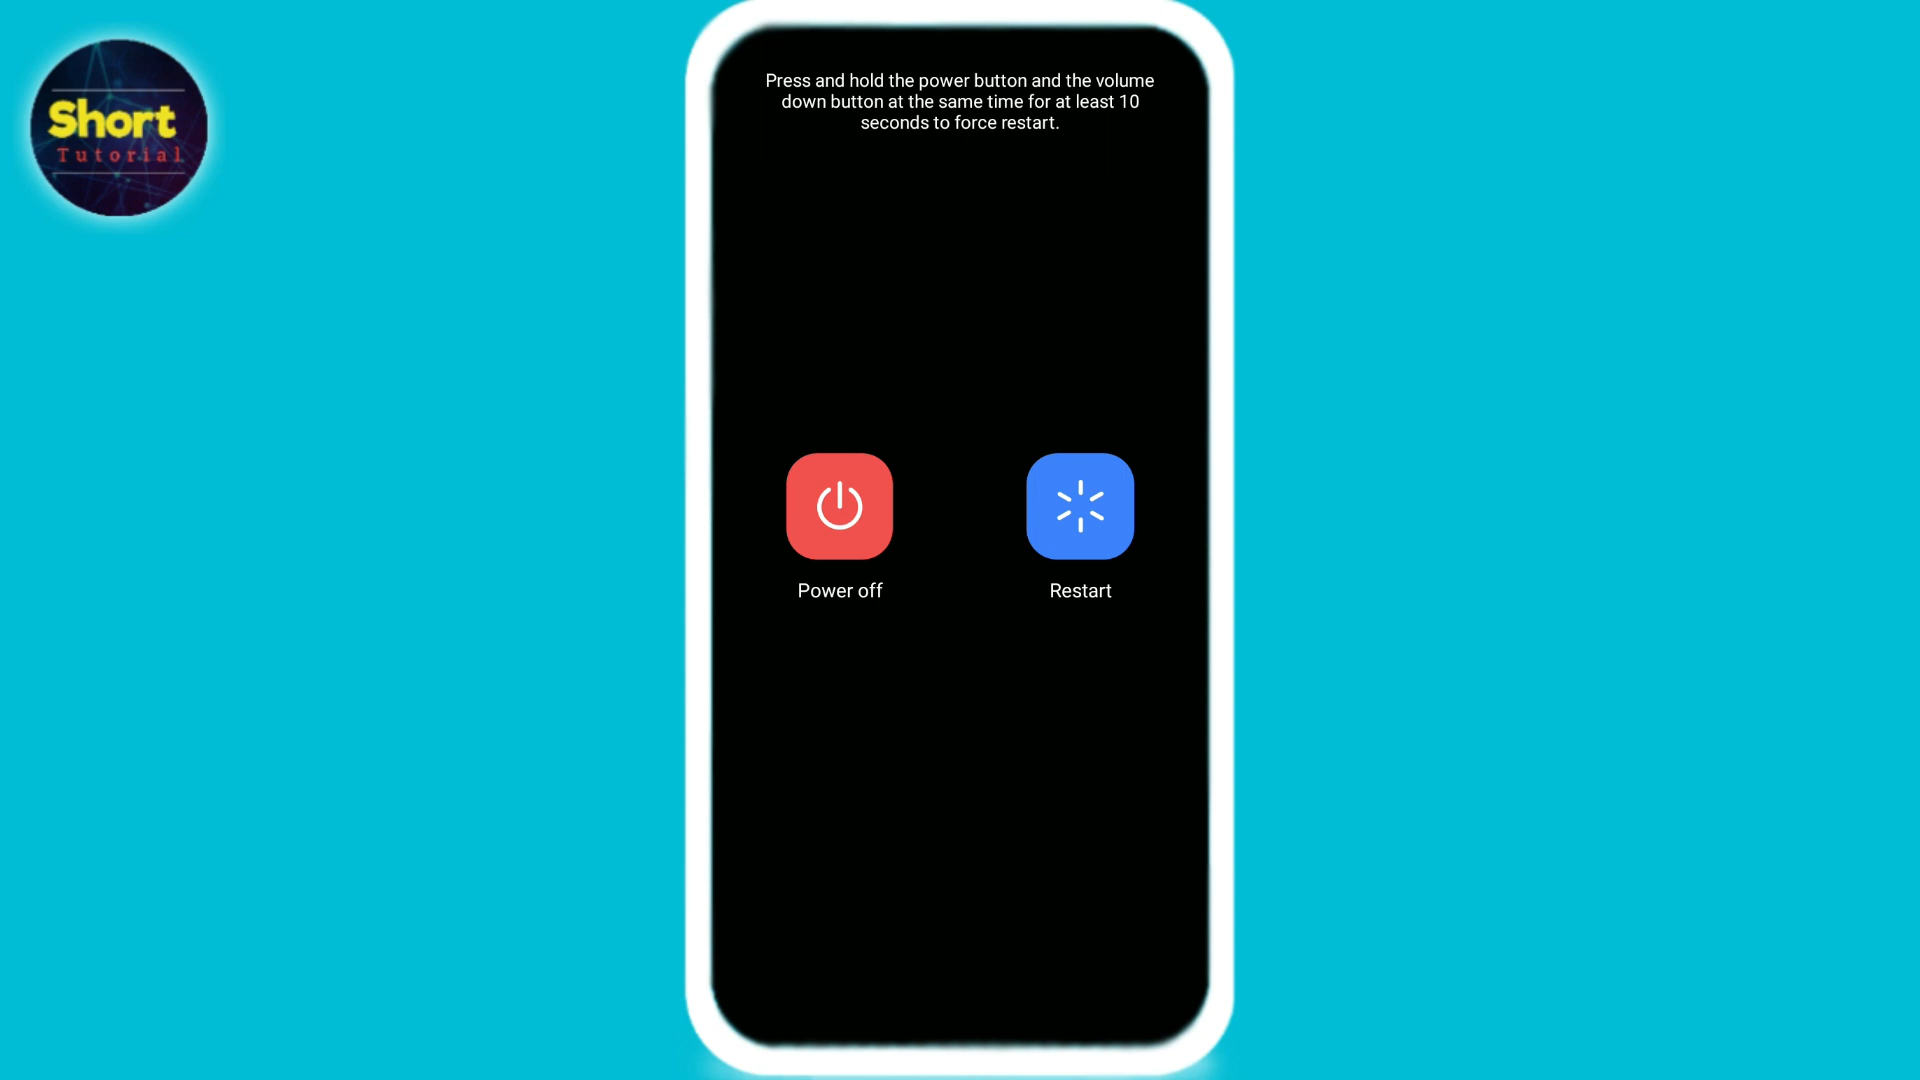 Short
Tutorial
Press and hold the power button and the volume
down button at the same time for at least 10
seconds to force restart.
Power off
Restart